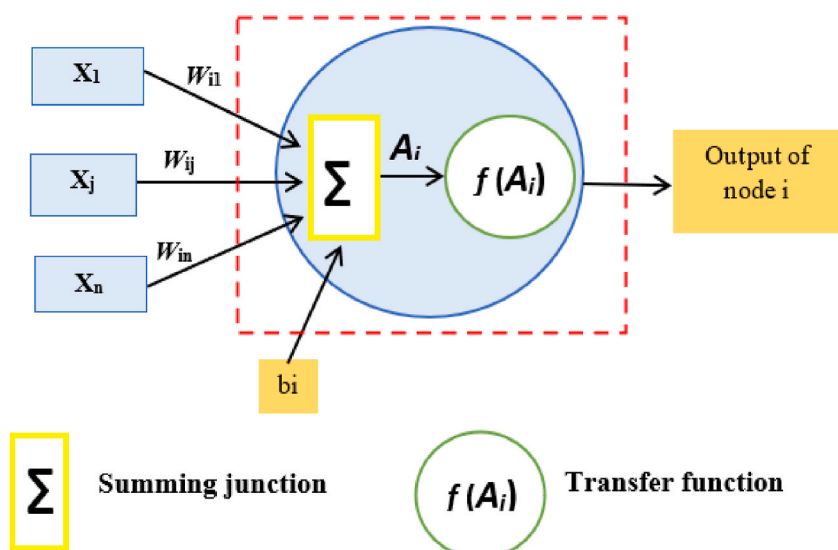 X₁
Wᵢ₁
Xⱼ
Wᵢⱼ
Xₙ
Wᵢₙ
Σ
Aᵢ
f (Aᵢ)
Output of
node i
bi
Σ
Summing junction
f (Aᵢ)
Transfer function